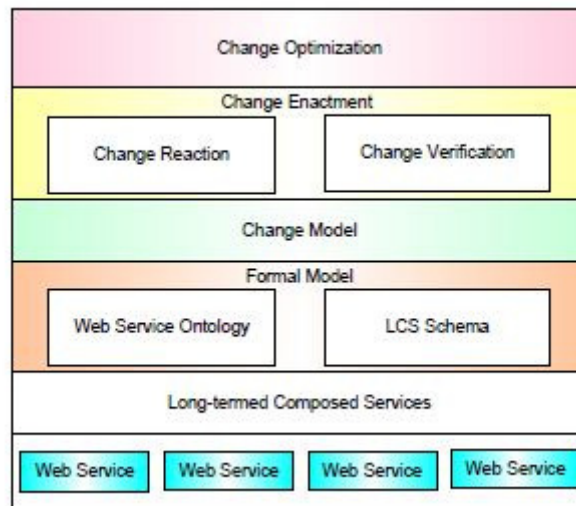 Change Optimization
Change Enactment
Change Reaction
Change Verification
Change Model
Formal Model
Web Service Ontology
LCS Schema
Long-termed Composed Services
Web Service
Web Service
Web Service
Web Service